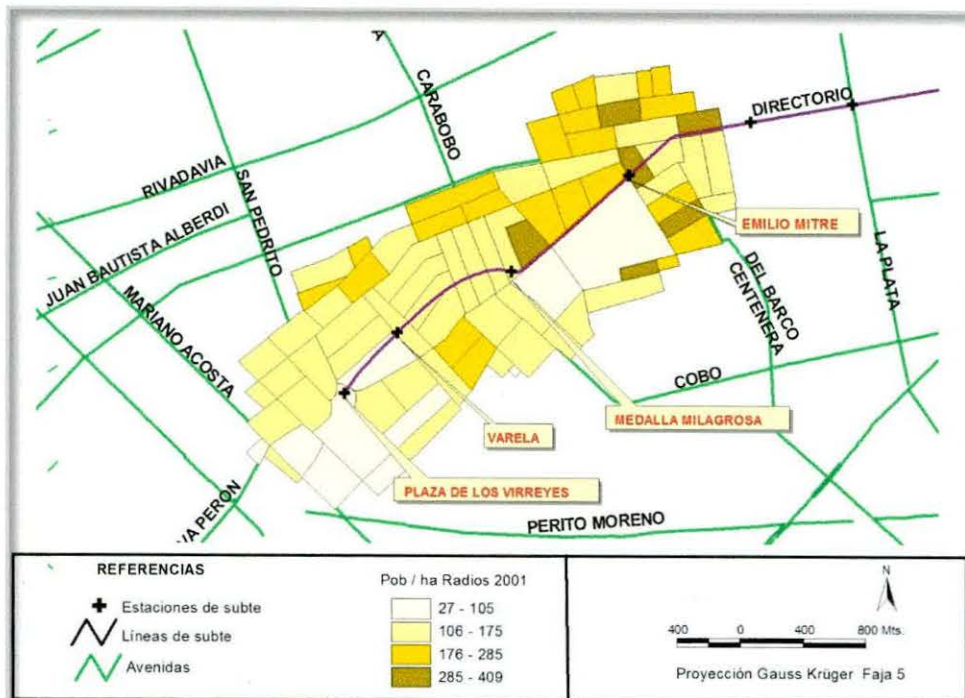 A
CARABOBO
DIRECTORIO
RIVADAVIA
SAN PEDRITO
JUAN BAUTISTA ALBERDI
EMILIO MITRE
MARIANO ACOSTA
DEL BARCO
CENTENERA
LA PLATA
COBO
MEDALLA MILAGROSA
VARELA
PLAZA DE LOS VIRREYES
VA PERON
PERITO MORENO
REFERENCIAS
Estaciones de subte
Líneas de subte
Avenidas
Pob / ha Radios 2001
27 - 105
106 - 175
176 - 285
285 - 409
N
400 0 400 800 Mts.
Proyección Gauss Krüger Faja 5